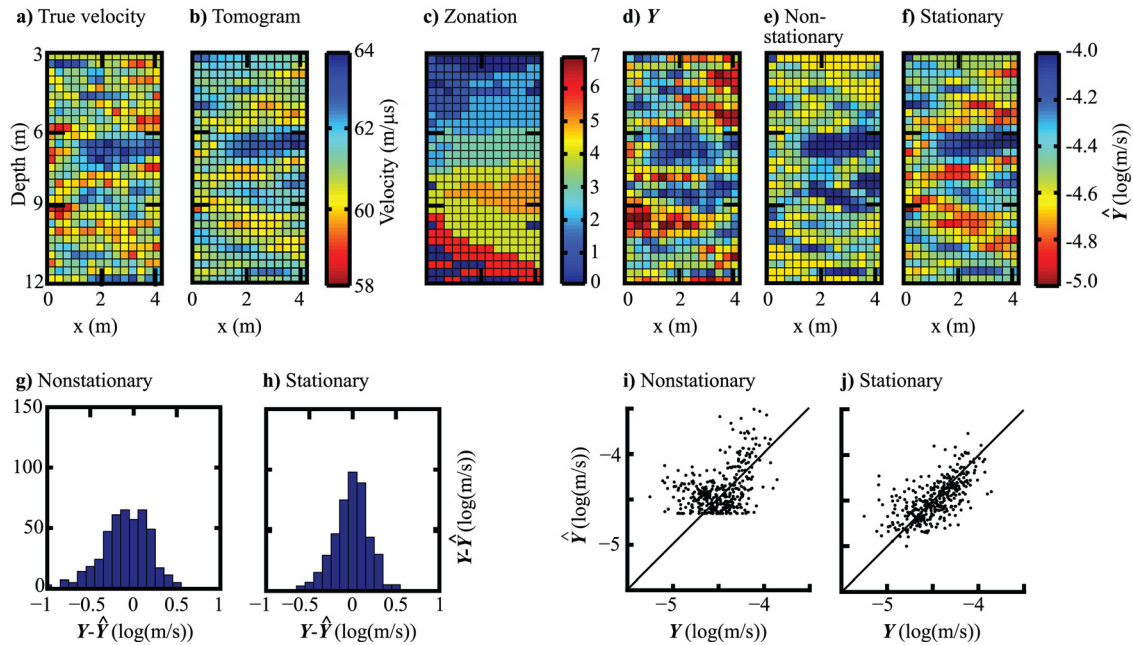 a) True velocity
b) Tomogram
c) Zonation
d) Y
e) Non-
stationary
f) Stationary
3
6
9
12
Depth (m)
0 2 4
x (m)
0 2 4
x (m)
64
62
60
58
Velocity (m/μs)
7
6
5
4
3
2
1
0
0 2 4
x (m)
0 2 4
x (m)
0 2 4
x (m)
-4.0
-4.2
-4.4
-4.6
-4.8
-5.0
Ŷ (log(m/s))
g) Nonstationary
150
100
50
0
−1 −0.5 0 0.5 1
Y-Ŷ (log(m/s))
h) Stationary
−1 −0.5 0 0.5 1
Y-Ŷ (log(m/s))
Y-Ŷ (log(m/s))
i) Nonstationary
−4
−5
Ŷ (log(m/s))
−5 −4
Y (log(m/s))
j) Stationary
−5 −4
Y (log(m/s))